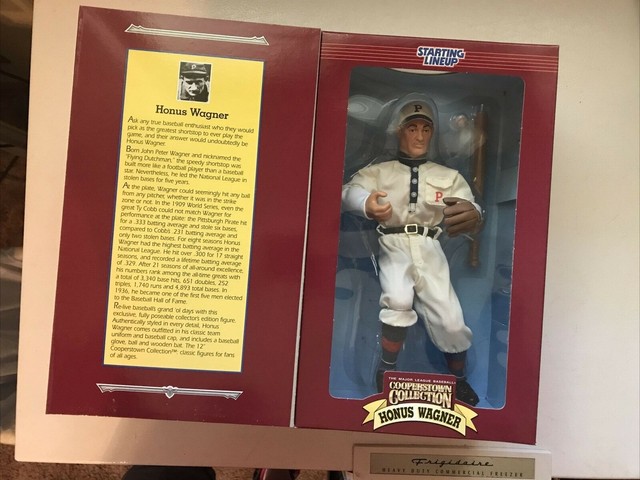 Honus Wagner
Ask any true baseball enthusiast who they would
pick as the greatest shortstop to ever play the
game, and their answer would undoubtedly be
Honus Wagner.
Born John Peter Wagner and nicknamed the
"Flying Dutchman," the speedy shortstop was
built more like a football player than a baseball
star. Nevertheless, he led the National League in
stolen bases for five years.
At the plate, Wagner could seemingly hit any ball
from any pitcher, whether it was in the strike
zone or not. In the 1909 World Series, even the
great Ty Cobb could not match Wagner for
performance at the plate: the Pittsburgh Pirate hit
for a .333 batting average and stole six bases,
compared to Cobb's .231 batting average and
only two stolen bases. For eight seasons Honus
Wagner had the highest batting average in the
National League. He hit over .300 for 17 straight
seasons, and recorded a lifetime batting average
of .329. After 21 seasons of all-around excellence,
his numbers rank among the all-time greats with
a total of 3,340 base hits, 651 doubles, 252
triples, 1,740 runs and 4,893 total bases. In
1936, he became one of the first five men elected
to the Baseball Hall of Fame.
Re-live baseball's grand 'ol days with this
exclusive, fully poseable collector's edition figure.
Authentically styled in every detail, Honus
Wagner comes outfitted in his classic team
uniform and baseball cap, and includes a baseball
glove, ball and wooden bat. The 12"
Cooperstown Collection™: classic figures for fans
of all ages.
STARTING
LINEUP
P
P
THE MAJOR LEAGUE BASEBALL
COOPERSTOWN
COLLECTION
HONUS WAGNER
Frigidaire
HEAVY DUTY COMMERCIAL FREEZER